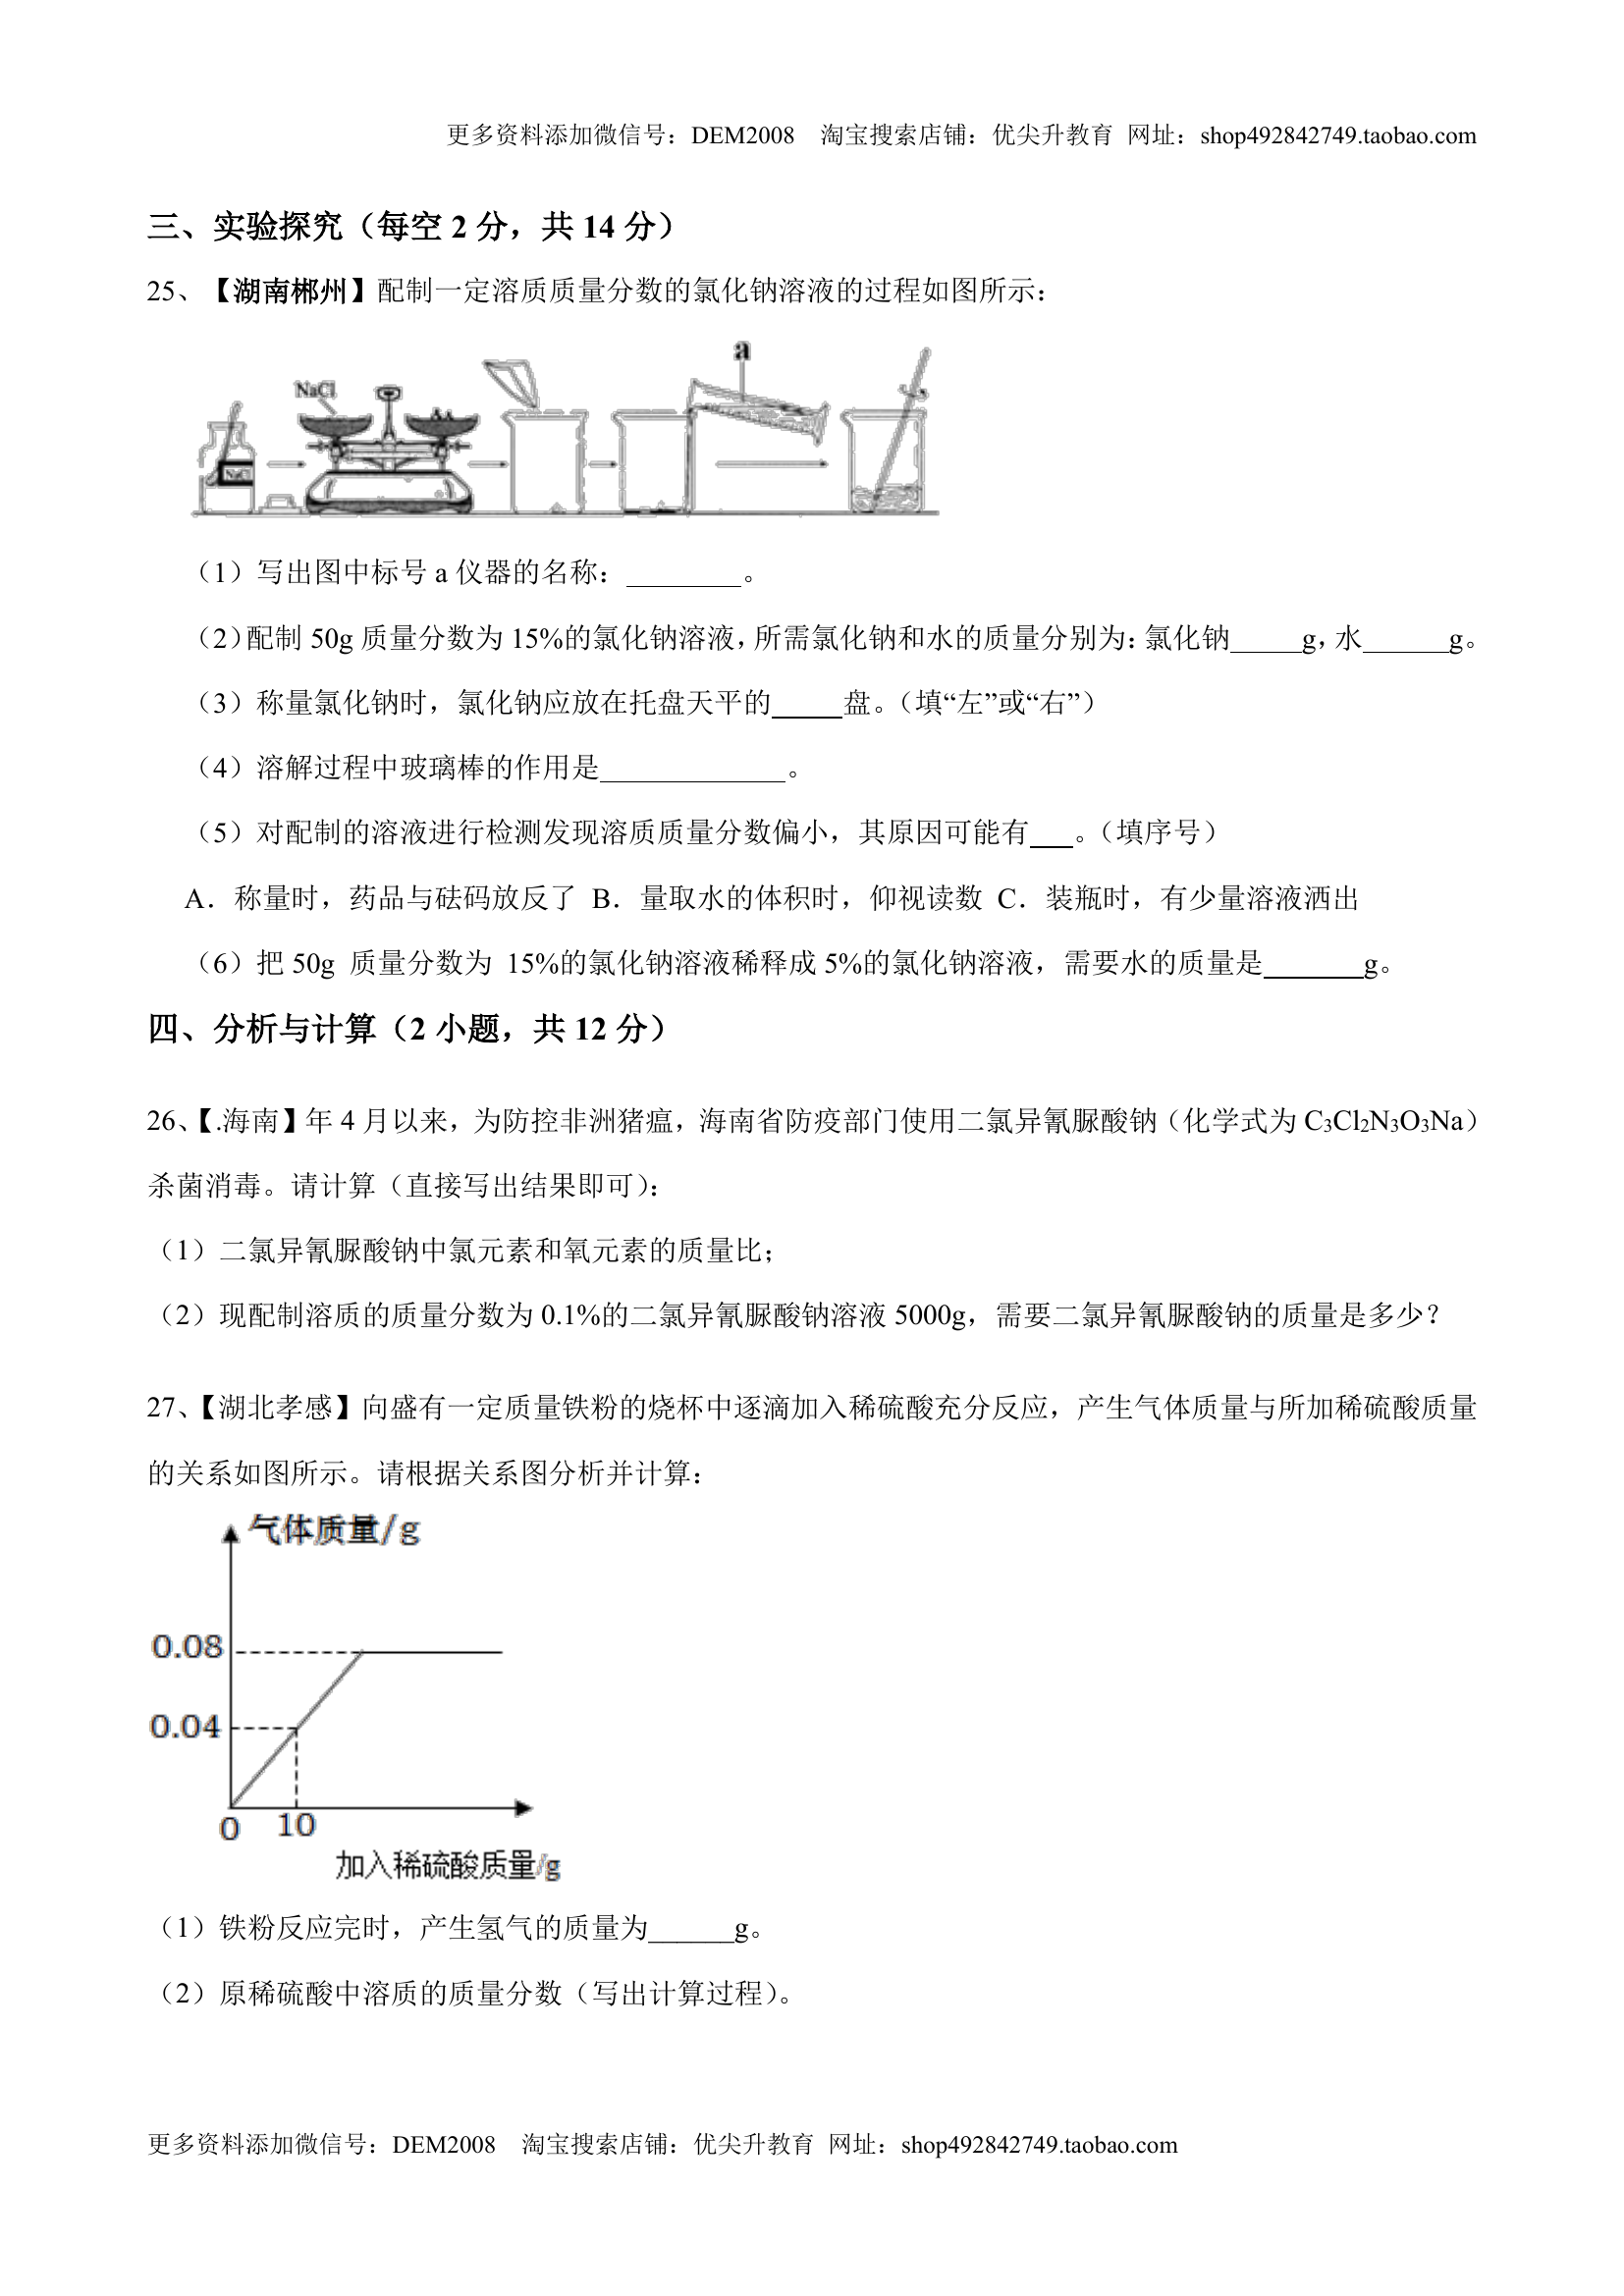 更多资料添加微信号：DEM2008 淘宝搜索店铺：优尖升教育 网址：shop492842749.taobao.com
三、实验探究（每空 2 分，共 14 分）
25、【湖南郴州】配制一定溶质质量分数的氯化钠溶液的过程如图所示：
a
NaCl
NaCl
（1）写出图中标号 a 仪器的名称：________。
（2）配制 50g 质量分数为 15%的氯化钠溶液，所需氯化钠和水的质量分别为：氯化钠_____g，水______g。
（3）称量氯化钠时，氯化钠应放在托盘天平的_____盘。（填“左”或“右”）
（4）溶解过程中玻璃棒的作用是_____________。
（5）对配制的溶液进行检测发现溶质质量分数偏小，其原因可能有___。（填序号）
A．称量时，药品与砝码放反了 B．量取水的体积时，仰视读数 C．装瓶时，有少量溶液洒出
（6）把 50g 质量分数为 15%的氯化钠溶液稀释成 5%的氯化钠溶液，需要水的质量是_______g。
四、分析与计算（2 小题，共 12 分）
26、【.海南】年 4 月以来，为防控非洲猪瘟，海南省防疫部门使用二氯异氰脲酸钠（化学式为 C₃Cl₂N₃O₃Na）
杀菌消毒。请计算（直接写出结果即可）：
（1）二氯异氰脲酸钠中氯元素和氧元素的质量比；
（2）现配制溶质的质量分数为 0.1%的二氯异氰脲酸钠溶液 5000g，需要二氯异氰脲酸钠的质量是多少？
27、【湖北孝感】向盛有一定质量铁粉的烧杯中逐滴加入稀硫酸充分反应，产生气体质量与所加稀硫酸质量
的关系如图所示。请根据关系图分析并计算：
气体质量/g
0.08
0.04
0 10
加入稀硫酸质量/g
（1）铁粉反应完时，产生氢气的质量为______g。
（2）原稀硫酸中溶质的质量分数（写出计算过程）。
更多资料添加微信号：DEM2008 淘宝搜索店铺：优尖升教育 网址：shop492842749.taobao.com